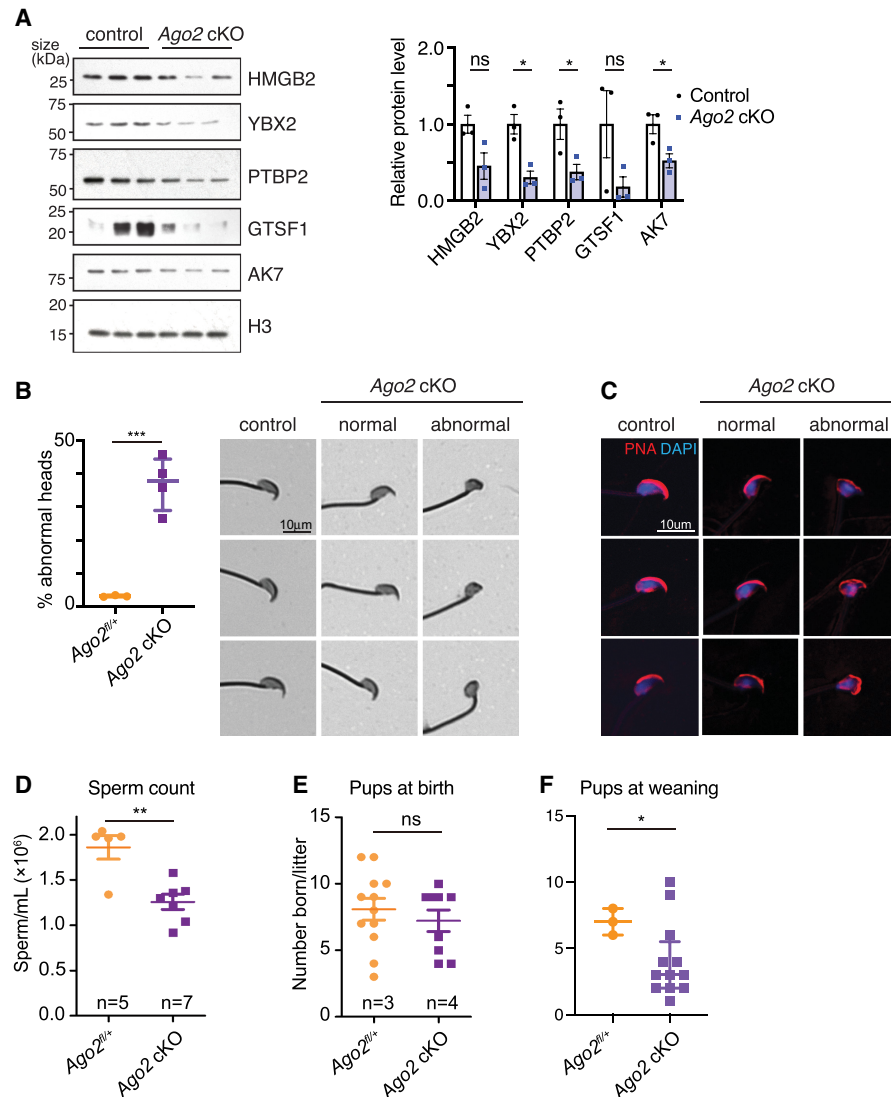 A
size
(kDa)
control Ago2 cKO
25 HMGB2
75
50 YBX2
75
50 PTBP2
25
20 GTSF1
75 AK7
20
15 H3
Relative protein level
2.0
1.0
0.0
ns * * ns *
Control
Ago2 cKO
HMGB2 YBX2 PTBP2 GTSF1 AK7
B
% abnormal heads
50
0
***
Ago2fl/+ Ago2 cKO
Ago2 cKO
control normal abnormal
10μm
C
Ago2 cKO
control normal abnormal
PNA DAPI
10um
D
Sperm count
**
Sperm/mL (×10⁶)
2.0
1.5
1.0
0.5
0.0
n=5 n=7
Ago2fl/+ Ago2 cKO
E
Pups at birth
ns
Number born/litter
15
10
5
0
n=3 n=4
Ago2fl/+ Ago2 cKO
F
Pups at weaning
*
15
10
5
0
Ago2fl/+ Ago2 cKO